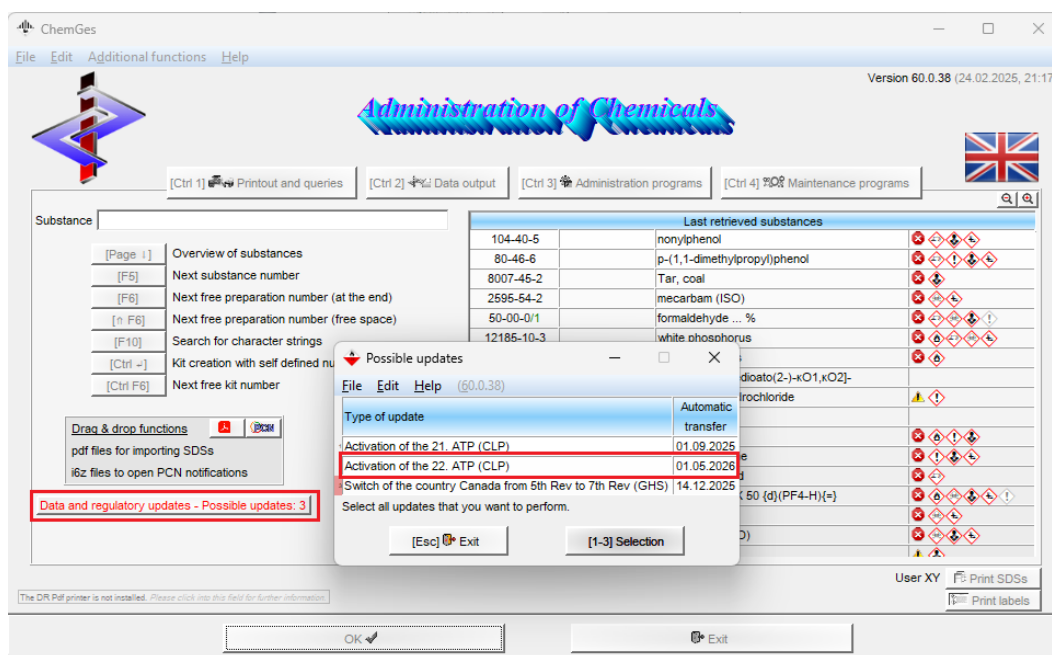 ChemGes
File Edit Additional functions Help
Version 60.0.38 (24.02.2025, 21:17
Administration of Chemicals
[Ctrl 1] Printout and queries [Ctrl 2] Data output [Ctrl 3] Administration programs [Ctrl 4] Maintenance programs
Substance
[Page ↓] Overview of substances
[F5] Next substance number
[F6] Next free preparation number (at the end)
[⇑ F6] Next free preparation number (free space)
[F10] Search for character strings
[Ctrl ↵] Kit creation with self defined nu
[Ctrl F6] Next free kit number
Drag & drop functions
pdf files for importing SDSs
i6z files to open PCN notifications
Data and regulatory updates - Possible updates: 3
Last retrieved substances
104-40-5 nonylphenol
80-46-6 p-(1,1-dimethylpropyl)phenol
8007-45-2 Tar, coal
2595-54-2 mecarbam (ISO)
50-00-0/1 formaldehyde ... %
12185-10-3 white phosphorus
s
dioato(2-)-κO1,κO2]-
rochloride
e
X 50 {d}(PF4-H){=}
D)
Possible updates
File Edit Help (60.0.38)
Type of update Automatic transfer
Activation of the 21. ATP (CLP) 01.09.2025
Activation of the 22. ATP (CLP) 01.05.2026
Switch of the country Canada from 5th Rev to 7th Rev (GHS) 14.12.2025
Select all updates that you want to perform.
[Esc] Exit [1-3] Selection
User XY Print SDSs
Print labels
The DR Pdf printer is not installed. Please click into this field for further information.
OK Exit